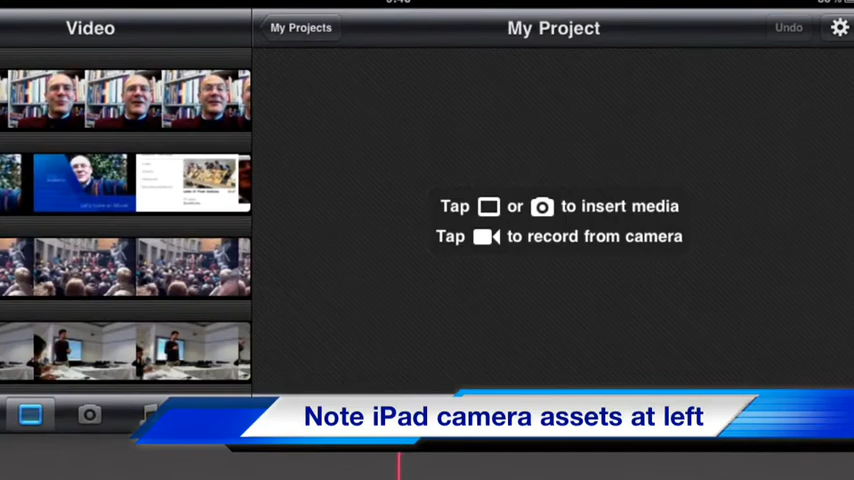 Video
My Projects
My Project
Undo
Tap or to insert media
Tap to record from camera
Note iPad camera assets at left